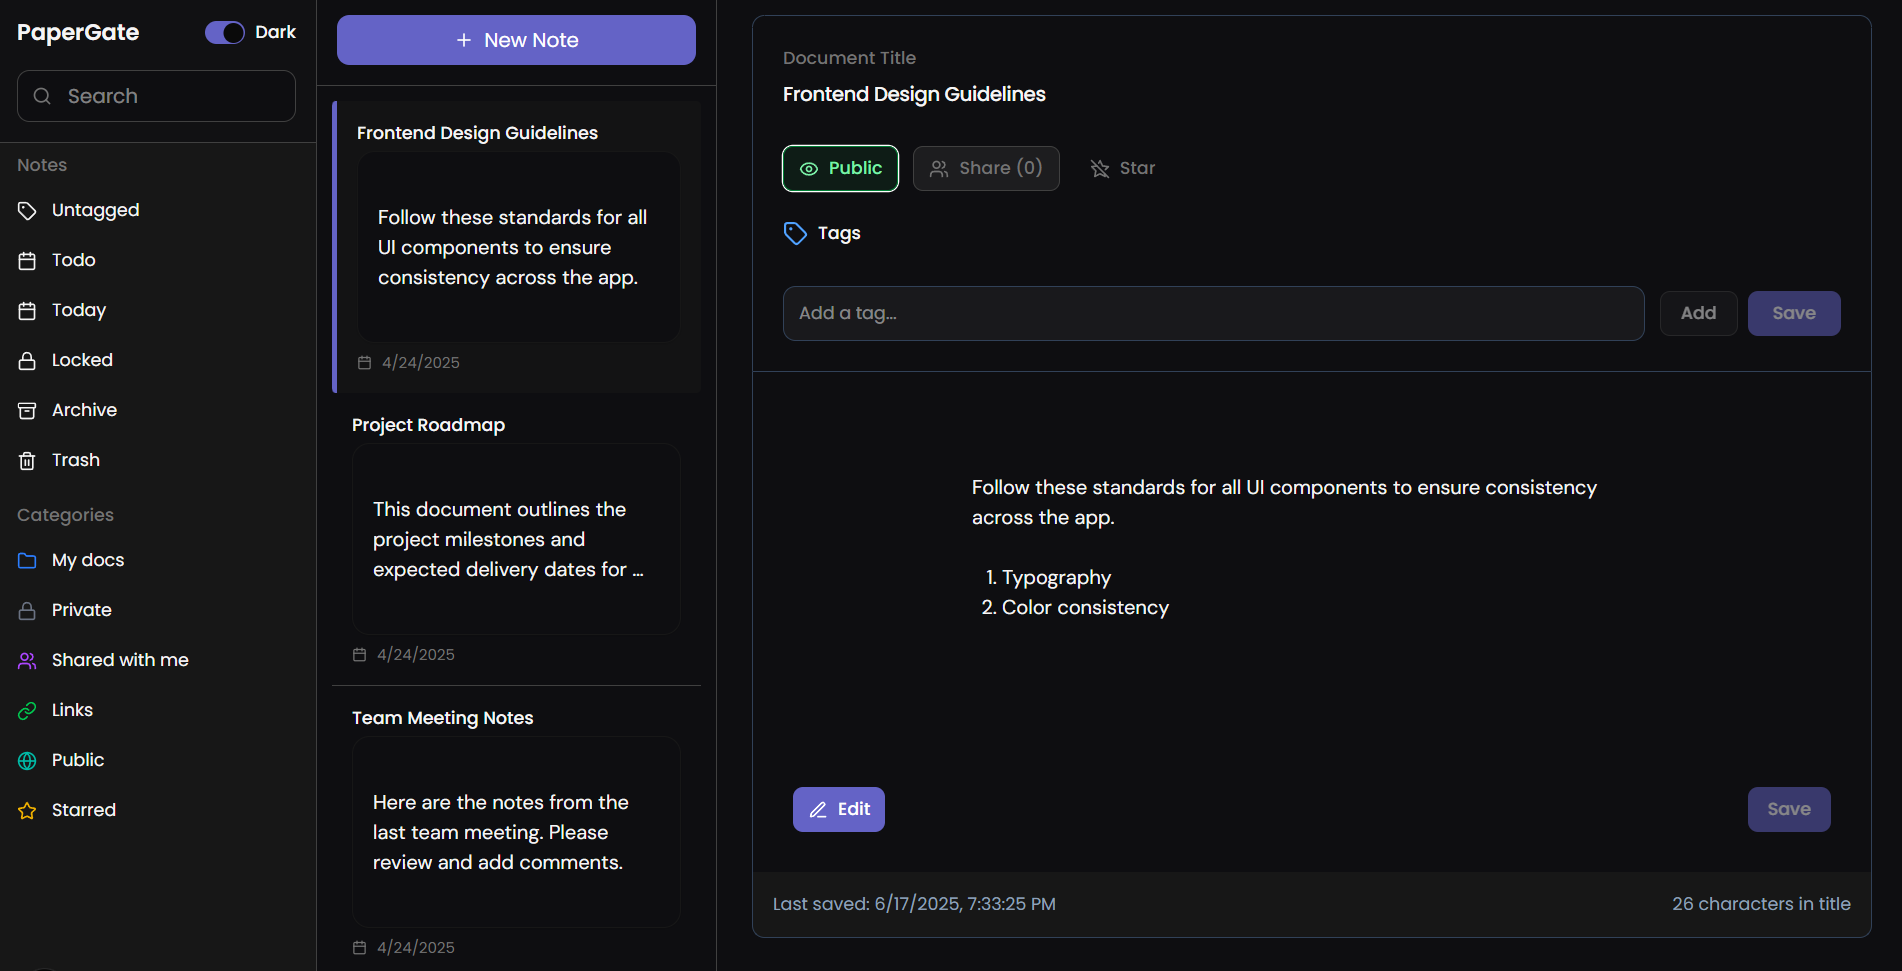 PaperGate
Dark
Search
Notes
Untagged
Todo
Today
Locked
Archive
Trash
Categories
My docs
Private
Shared with me
Links
Public
Starred
New Note
Frontend Design Guidelines
Follow these standards for all
UI components to ensure
consistency across the app.
4/24/2025
Project Roadmap
This document outlines the
project milestones and
expected delivery dates for ...
4/24/2025
Team Meeting Notes
Here are the notes from the
last team meeting. Please
review and add comments.
4/24/2025
Document Title
Frontend Design Guidelines
Public
Share (0)
Star
Tags
Add a tag...
Add
Save
Follow these standards for all UI components to ensure consistency
across the app.
1. Typography
2. Color consistency
Edit
Save
Last saved: 6/17/2025, 7:33:25 PM
26 characters in title